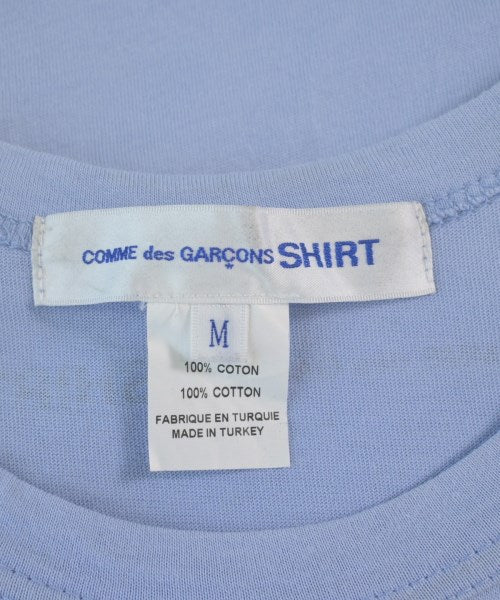 COMME des GARÇONS SHIRT
M
100% COTON
100% COTTON
FABRIQUE EN TURQUIE
MADE IN TURKEY